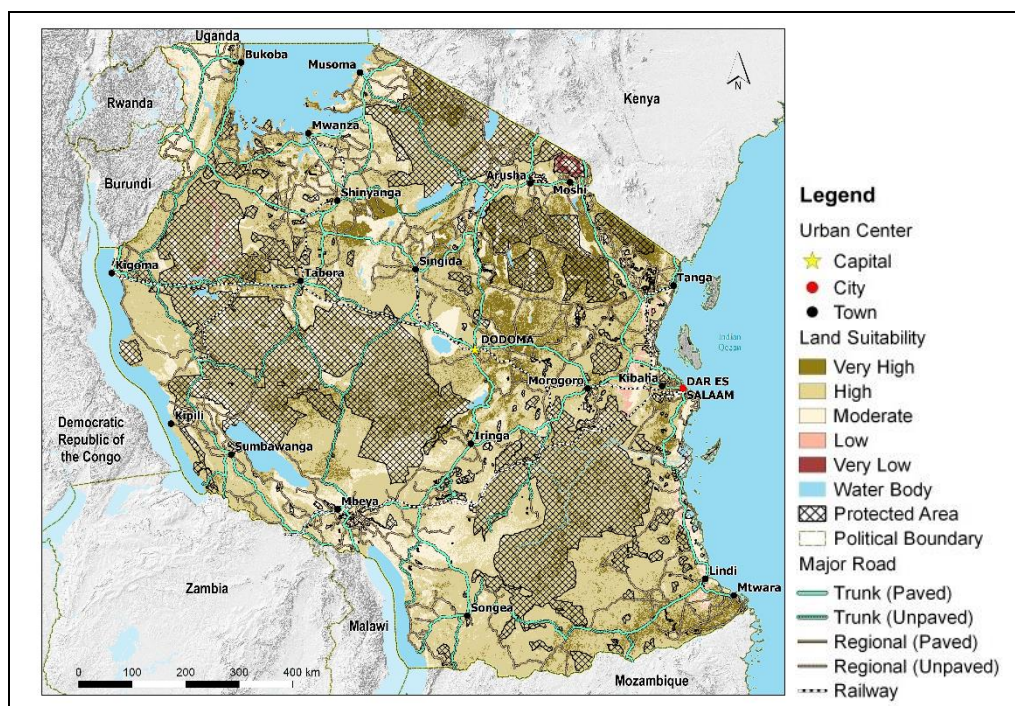 Uganda
Bukoba
Musoma
Rwanda
Kenya
N
Mwanza
Burundi
Arusha
Moshi
Shinyanga
Kigoma
Tabora
Singida
Tanga
Indian
Ocean
DODOMA
Morogoro
Kibaha
DAR ES
SALAAM
Democratic
Republic of
the Congo
Kipili
Iringa
Sumbawanga
Mbeya
Zambia
Lindi
Mtwara
Songea
Malawi
Mozambique
0 100 200 300 400 km
Legend
Urban Center
Capital
City
Town
Land Suitability
Very High
High
Moderate
Low
Very Low
Water Body
Protected Area
Political Boundary
Major Road
Trunk (Paved)
Trunk (Unpaved)
Regional (Paved)
Regional (Unpaved)
Railway